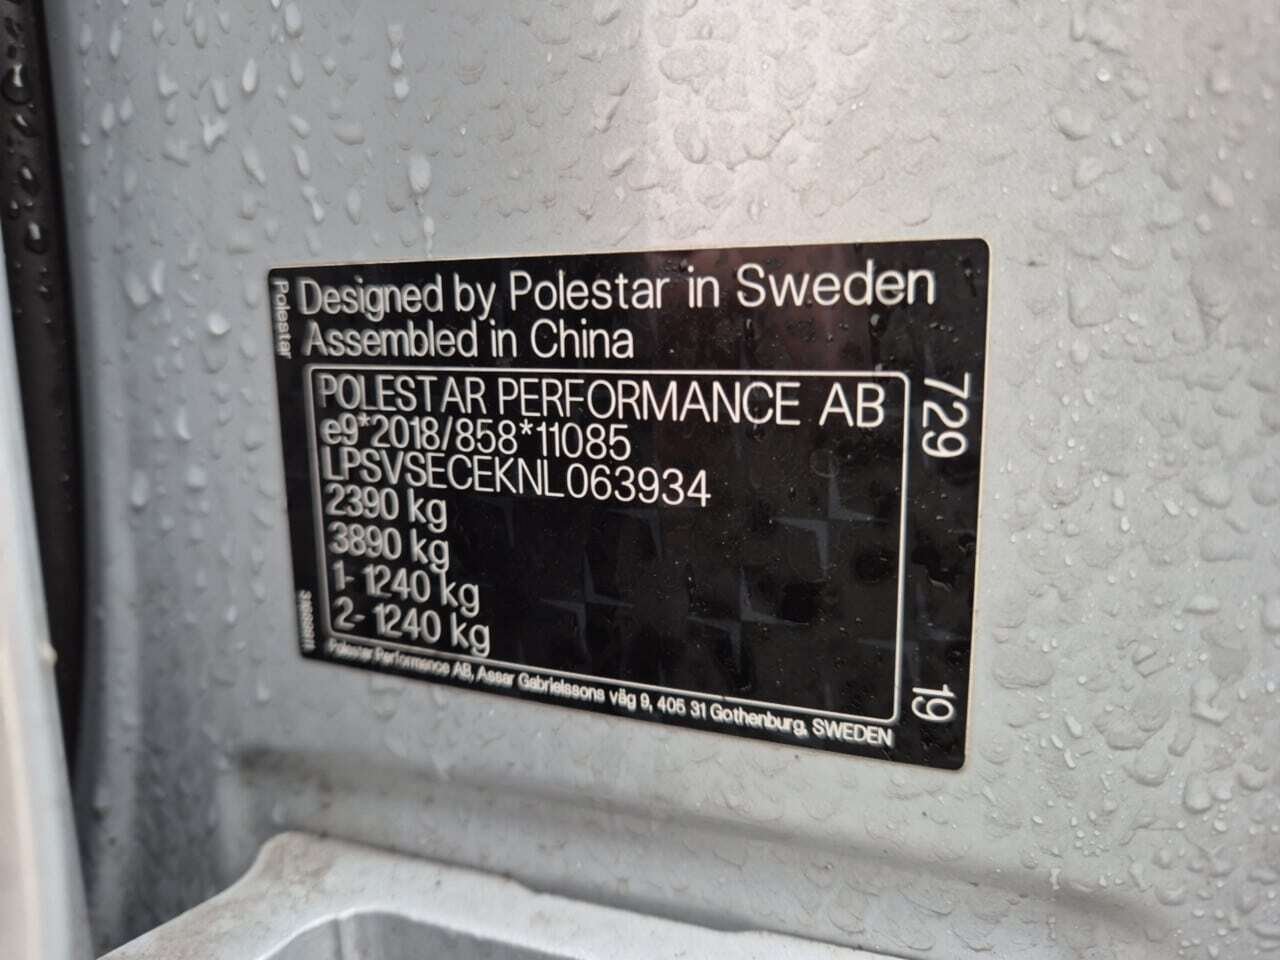 Polestar
Designed by Polestar in Sweden
Assembled in China
POLESTAR PERFORMANCE AB
e9*2018/858*11085
LPSVSECEKNL063934
2390 kg
3890 kg
1- 1240 kg
2- 1240 kg
729
19
Polestar Performance AB, Assar Gabrielssons väg 9, 405 31 Gothenburg, SWEDEN